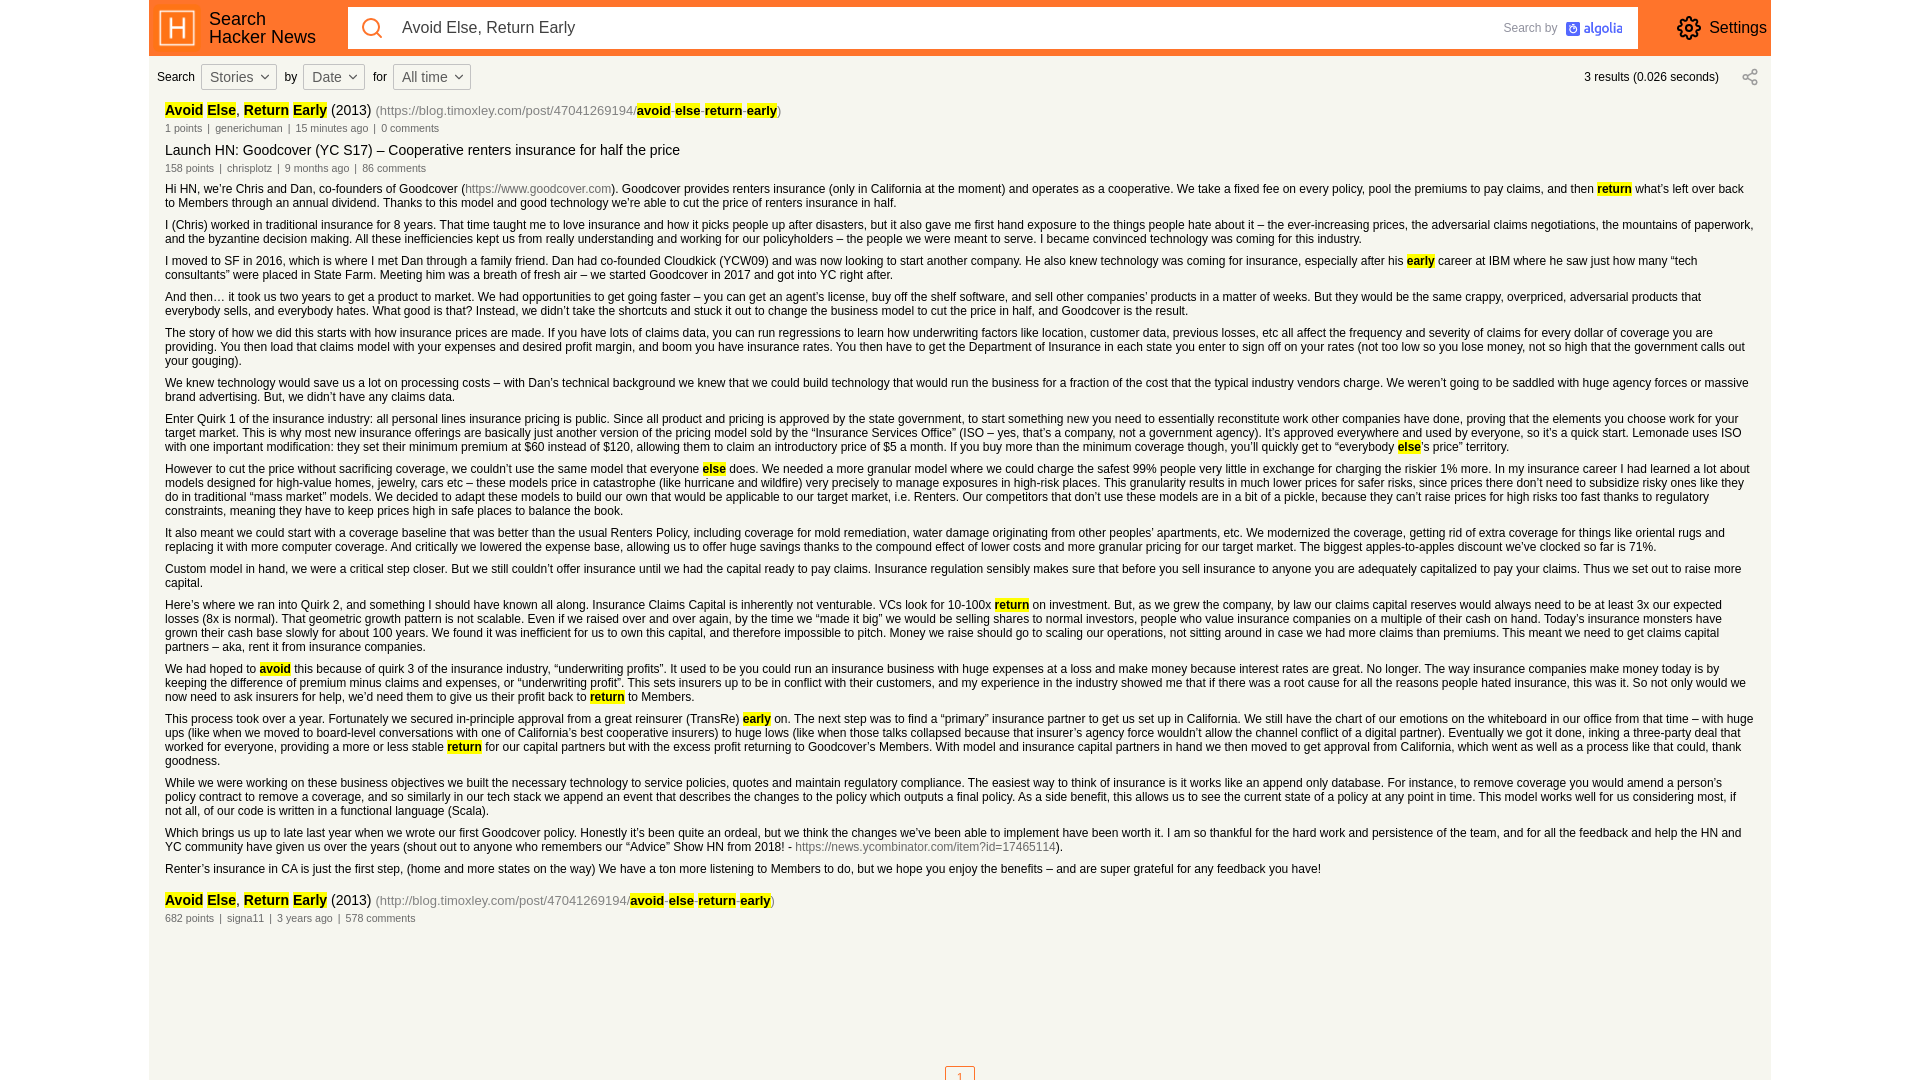 Search
Hacker News
Avoid Else, Return Early
Search by algolia
Settings
Search Stories by Date for All time
3 results (0.026 seconds)
Avoid Else, Return Early (2013) (https://blog.timoxley.com/post/47041269194/avoid-else-return-early)
1 points | generichuman | 15 minutes ago | 0 comments
Launch HN: Goodcover (YC S17) – Cooperative renters insurance for half the price
158 points | chrisplotz | 9 months ago | 86 comments
Hi HN, we’re Chris and Dan, co-founders of Goodcover (https://www.goodcover.com). Goodcover provides renters insurance (only in California at the moment) and operates as a cooperative. We take a fixed fee on every policy, pool the premiums to pay claims, and then return what’s left over back
to Members through an annual dividend. Thanks to this model and good technology we’re able to cut the price of renters insurance in half.
I (Chris) worked in traditional insurance for 8 years. That time taught me to love insurance and how it picks people up after disasters, but it also gave me first hand exposure to the things people hate about it – the ever-increasing prices, the adversarial claims negotiations, the mountains of paperwork,
and the byzantine decision making. All these inefficiencies kept us from really understanding and working for our policyholders – the people we were meant to serve. I became convinced technology was coming for this industry.
I moved to SF in 2016, which is where I met Dan through a family friend. Dan had co-founded Cloudkick (YCW09) and was now looking to start another company. He also knew technology was coming for insurance, especially after his early career at IBM where he saw just how many “tech
consultants” were placed in State Farm. Meeting him was a breath of fresh air – we started Goodcover in 2017 and got into YC right after.
And then… it took us two years to get a product to market. We had opportunities to get going faster – you can get an agent’s license, buy off the shelf software, and sell other companies’ products in a matter of weeks. But they would be the same crappy, overpriced, adversarial products that
everybody sells, and everybody hates. What good is that? Instead, we didn’t take the shortcuts and stuck it out to change the business model to cut the price in half, and Goodcover is the result.
The story of how we did this starts with how insurance prices are made. If you have lots of claims data, you can run regressions to learn how underwriting factors like location, customer data, previous losses, etc all affect the frequency and severity of claims for every dollar of coverage you are
providing. You then load that claims model with your expenses and desired profit margin, and boom you have insurance rates. You then have to get the Department of Insurance in each state you enter to sign off on your rates (not too low so you lose money, not so high that the government calls out
your gouging).
We knew technology would save us a lot on processing costs – with Dan’s technical background we knew that we could build technology that would run the business for a fraction of the cost that the typical industry vendors charge. We weren’t going to be saddled with huge agency forces or massive
brand advertising. But, we didn’t have any claims data.
Enter Quirk 1 of the insurance industry: all personal lines insurance pricing is public. Since all product and pricing is approved by the state government, to start something new you need to essentially reconstitute work other companies have done, proving that the elements you choose work for your
target market. This is why most new insurance offerings are basically just another version of the pricing model sold by the “Insurance Services Office” (ISO – yes, that’s a company, not a government agency). It’s approved everywhere and used by everyone, so it’s a quick start. Lemonade uses ISO
with one important modification: they set their minimum premium at $60 instead of $120, allowing them to claim an introductory price of $5 a month. If you buy more than the minimum coverage though, you’ll quickly get to “everybody else’s price” territory.
However to cut the price without sacrificing coverage, we couldn’t use the same model that everyone else does. We needed a more granular model where we could charge the safest 99% people very little in exchange for charging the riskier 1% more. In my insurance career I had learned a lot about
models designed for high-value homes, jewelry, cars etc – these models price in catastrophe (like hurricane and wildfire) very precisely to manage exposures in high-risk places. This granularity results in much lower prices for safer risks, since prices there don’t need to subsidize risky ones like they
do in traditional “mass market” models. We decided to adapt these models to build our own that would be applicable to our target market, i.e. Renters. Our competitors that don’t use these models are in a bit of a pickle, because they can’t raise prices for high risks too fast thanks to regulatory
constraints, meaning they have to keep prices high in safe places to balance the book.
It also meant we could start with a coverage baseline that was better than the usual Renters Policy, including coverage for mold remediation, water damage originating from other peoples’ apartments, etc. We modernized the coverage, getting rid of extra coverage for things like oriental rugs and
replacing it with more computer coverage. And critically we lowered the expense base, allowing us to offer huge savings thanks to the compound effect of lower costs and more granular pricing for our target market. The biggest apples-to-apples discount we’ve clocked so far is 71%.
Custom model in hand, we were a critical step closer. But we still couldn’t offer insurance until we had the capital ready to pay claims. Insurance regulation sensibly makes sure that before you sell insurance to anyone you are adequately capitalized to pay your claims. Thus we set out to raise more
capital.
Here’s where we ran into Quirk 2, and something I should have known all along. Insurance Claims Capital is inherently not venturable. VCs look for 10-100x return on investment. But, as we grew the company, by law our claims capital reserves would always need to be at least 3x our expected
losses (8x is normal). That geometric growth pattern is not scalable. Even if we raised over and over again, by the time we “made it big” we would be selling shares to normal investors, people who value insurance companies on a multiple of their cash on hand. Today’s insurance monsters have
grown their cash base slowly for about 100 years. We found it was inefficient for us to own this capital, and therefore impossible to pitch. Money we raise should go to scaling our operations, not sitting around in case we had more claims than premiums. This meant we need to get claims capital
partners – aka, rent it from insurance companies.
We had hoped to avoid this because of quirk 3 of the insurance industry, “underwriting profits”. It used to be you could run an insurance business with huge expenses at a loss and make money because interest rates are great. No longer. The way insurance companies make money today is by
keeping the difference of premium minus claims and expenses, or “underwriting profit”. This sets insurers up to be in conflict with their customers, and my experience in the industry showed me that if there was a root cause for all the reasons people hated insurance, this was it. So not only would we
now need to ask insurers for help, we’d need them to give us their profit back to return to Members.
This process took over a year. Fortunately we secured in-principle approval from a great reinsurer (TransRe) early on. The next step was to find a “primary” insurance partner to get us set up in California. We still have the chart of our emotions on the whiteboard in our office from that time – with huge
ups (like when we moved to board-level conversations with one of California’s best cooperative insurers) to huge lows (like when those talks collapsed because that insurer’s agency force wouldn’t allow the channel conflict of a digital partner). Eventually we got it done, inking a three-party deal that
worked for everyone, providing a more or less stable return for our capital partners but with the excess profit returning to Goodcover’s Members. With model and insurance capital partners in hand we then moved to get approval from California, which went as well as a process like that could, thank
goodness.
While we were working on these business objectives we built the necessary technology to service policies, quotes and maintain regulatory compliance. The easiest way to think of insurance is it works like an append only database. For instance, to remove coverage you would amend a person’s
policy contract to remove a coverage, and so similarly in our tech stack we append an event that describes the changes to the policy which outputs a final policy. As a side benefit, this allows us to see the current state of a policy at any point in time. This model works well for us considering most, if
not all, of our code is written in a functional language (Scala).
Which brings us up to late last year when we wrote our first Goodcover policy. Honestly it’s been quite an ordeal, but we think the changes we’ve been able to implement have been worth it. I am so thankful for the hard work and persistence of the team, and for all the feedback and help the HN and
YC community have given us over the years (shout out to anyone who remembers our “Advice” Show HN from 2018! - https://news.ycombinator.com/item?id=17465114).
Renter’s insurance in CA is just the first step, (home and more states on the way) We have a ton more listening to Members to do, but we hope you enjoy the benefits – and are super grateful for any feedback you have!
Avoid Else, Return Early (2013) (http://blog.timoxley.com/post/47041269194/avoid-else-return-early)
682 points | signa11 | 3 years ago | 578 comments
1